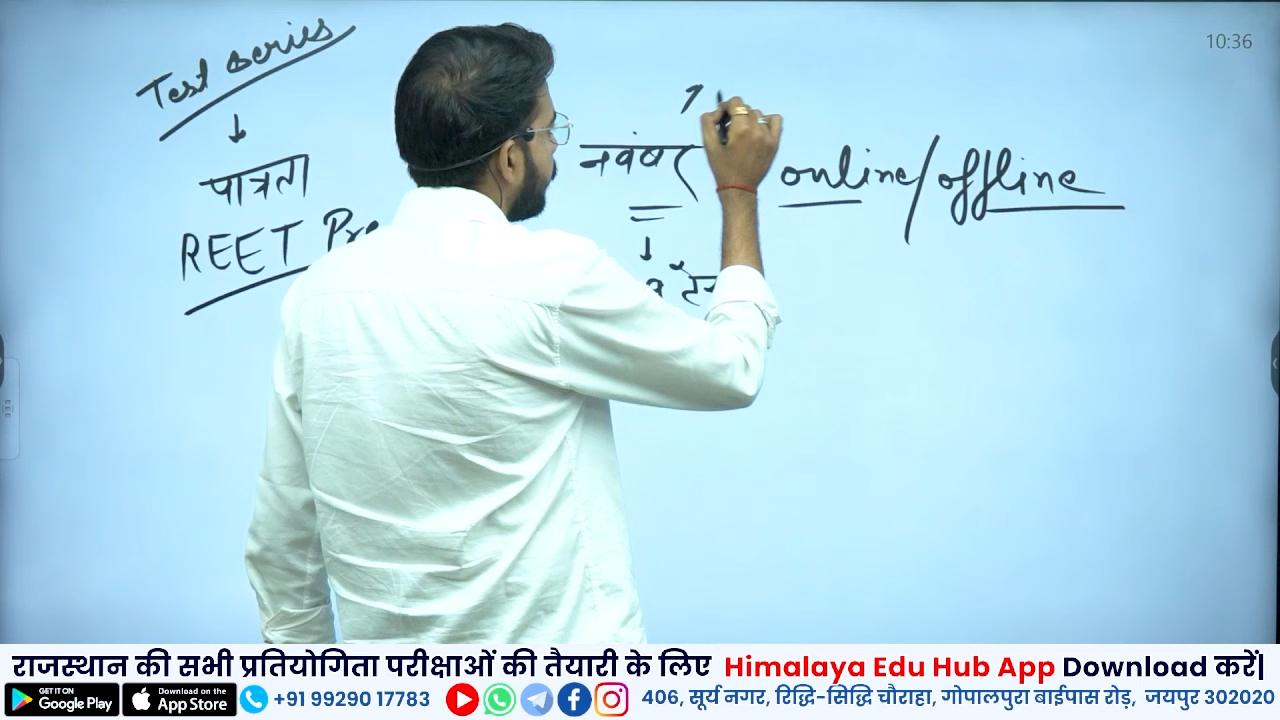 10:36
Test series
पात्रता
REET Pre
नवंबर
online/offline
राजस्थान की सभी प्रतियोगिता परीक्षाओं की तैयारी के लिए Himalaya Edu Hub App Download करें|
GET IT ON
Google Play
Download on the
App Store
+91 99290 17783
406, सूर्य नगर, रिद्धि-सिद्धि चौराहा, गोपालपुरा बाईपास रोड़, जयपुर 302020